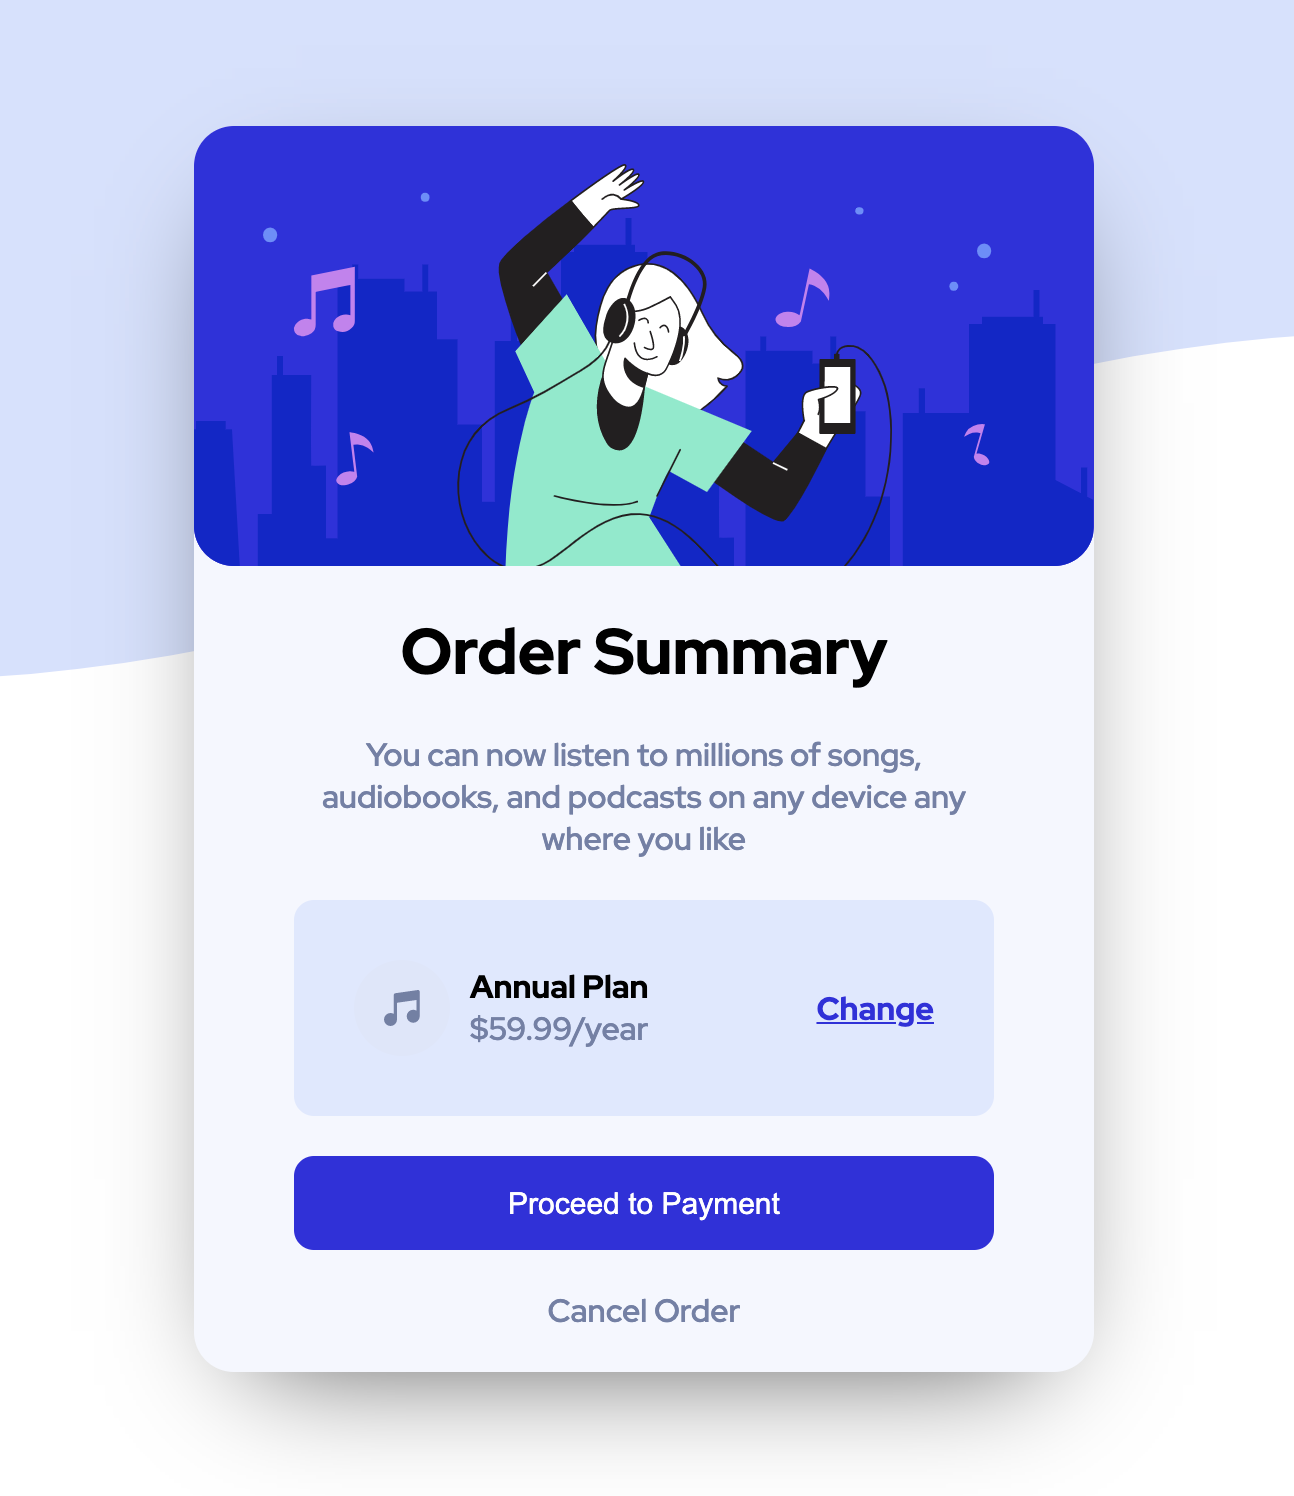 Order Summary
You can now listen to millions of songs,
audiobooks, and podcasts on any device any
where you like
Annual Plan
$59.99/year
Change
Proceed to Payment
Cancel Order